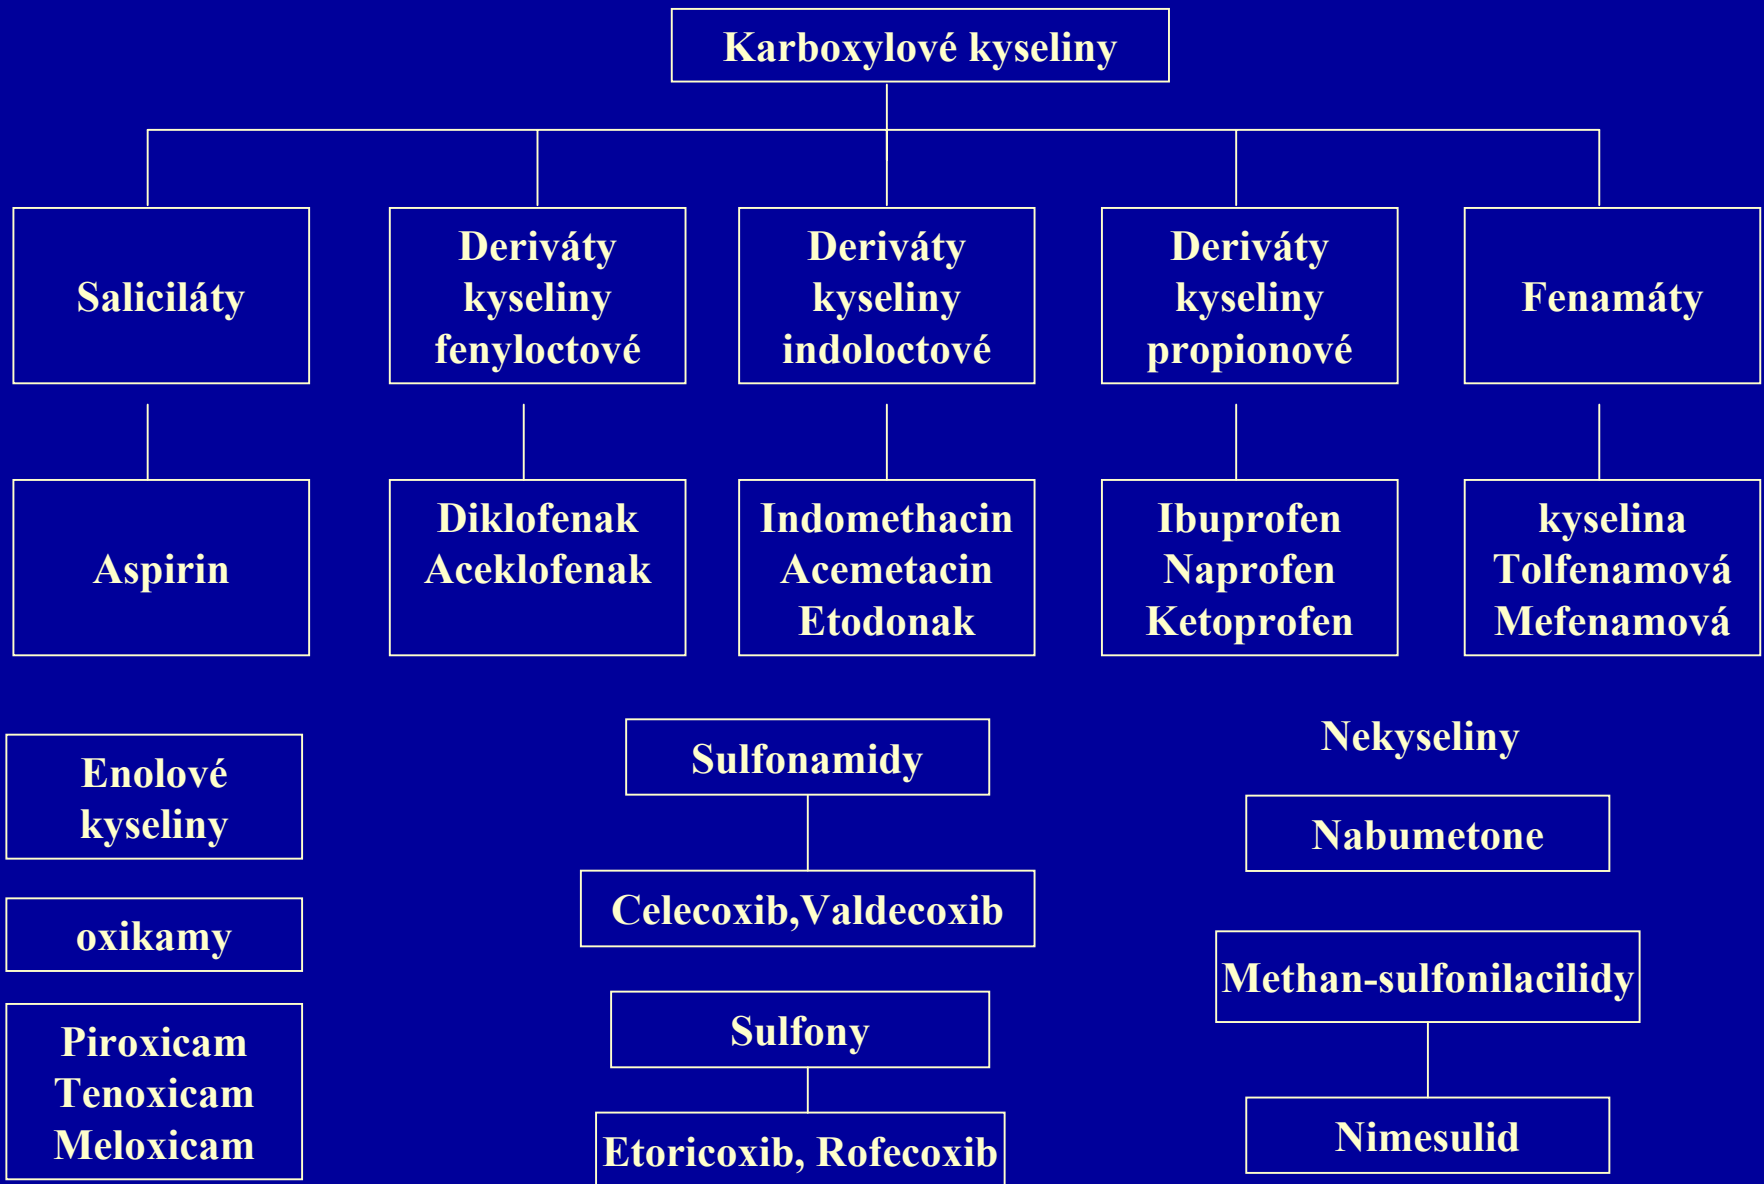 Karboxylové kyseliny
Saliciláty
Deriváty
kyseliny
fenyloctové
Deriváty
kyseliny
indoloctové
Deriváty
kyseliny
propionové
Fenamáty
Aspirin
Diklofenak
Aceklofenak
Indomethacin
Acemetacin
Etodonak
Ibuprofen
Naprofen
Ketoprofen
kyselina
Tolfenamová
Mefenamová
Enolové
kyseliny
oxikamy
Piroxicam
Tenoxicam
Meloxicam
Sulfonamidy
Celecoxib,Valdecoxib
Sulfony
Etoricoxib, Rofecoxib
Nekyseliny
Nabumetone
Methan-sulfonilacilidy
Nimesulid